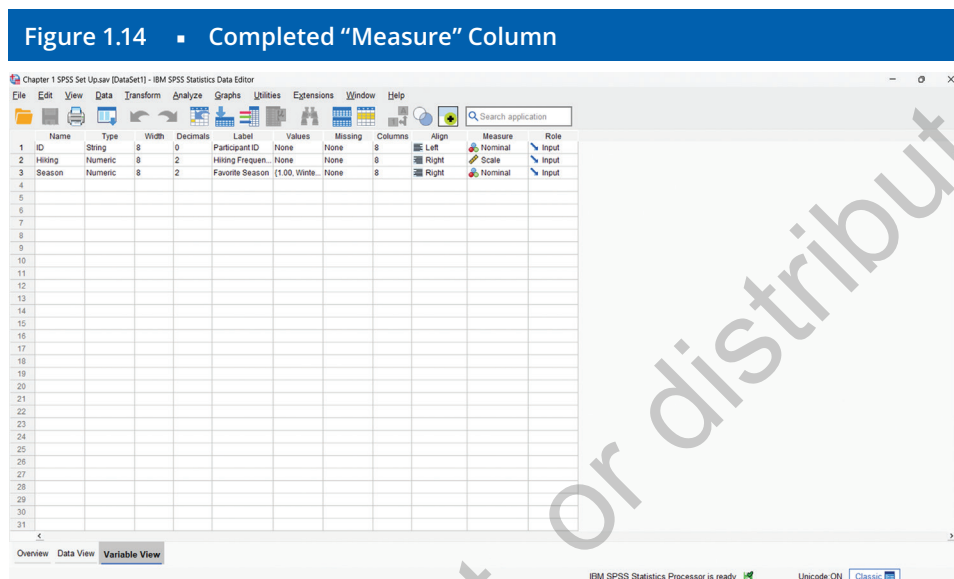 Figure 1.14 ▪ Completed “Measure” Column
Chapter 1 SPSS Set Up.sav [DataSet1] - IBM SPSS Statistics Data Editor
File Edit View Data Transform Analyze Graphs Utilities Extensions Window Help
Search application
Name Type Width Decimals Label Values Missing Columns Align Measure Role
1 ID String 8 0 Participant ID None None 8 Left Nominal Input
2 Hiking Numeric 8 2 Hiking Frequen... None None 8 Right Scale Input
3 Season Numeric 8 2 Favorite Season {1.00, Winte... None 8 Right Nominal Input
4
5
6
7
8
9
10
11
12
13
14
15
16
17
18
19
20
21
22
23
24
25
26
27
28
29
30
31
Overview Data View Variable View
IBM SPSS Statistics Processor is ready Unicode:ON Classic
or distribut